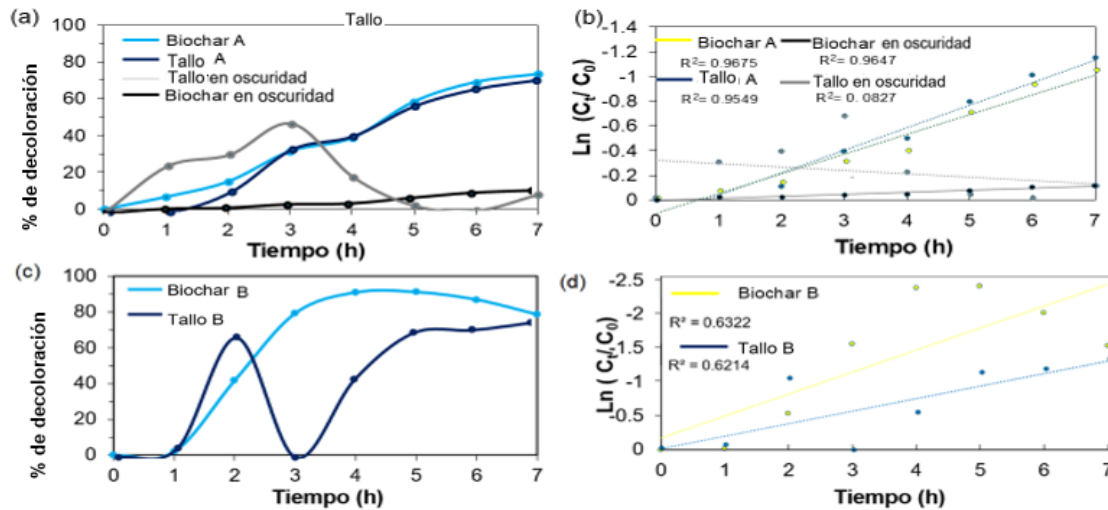 (a)
Tallo
100
80
60
40
20
0
% de decoloración
Biochar A
Tallo A
Tallo en oscuridad
Biochar en oscuridad
0 1 2 3 4 5 6 7
Tiempo (h)
(b)
-1.4
-1.2
-1
-0.8
-0.6
-0.4
-0.2
0
Ln (Ct/ C0)
Biochar A
R²= 0.9675
Biochar en oscuridad
R²= 0.9647
Tallo A
R²= 0.9549
Tallo en oscuridad
R²= 0.0827
0 1 2 3 4 5 6 7
Tiempo (h)
(c)
100
80
60
40
20
0
% de decoloración
Biochar B
Tallo B
0 1 2 3 4 5 6 7
Tiempo (h)
(d)
-2.5
-2
-1.5
-1
-0.5
0
Ln ( Ct/ C0)
Biochar B
R² = 0.6322
Tallo B
R² = 0.6214
0 1 2 3 4 5 6 7
Tiempo (h)